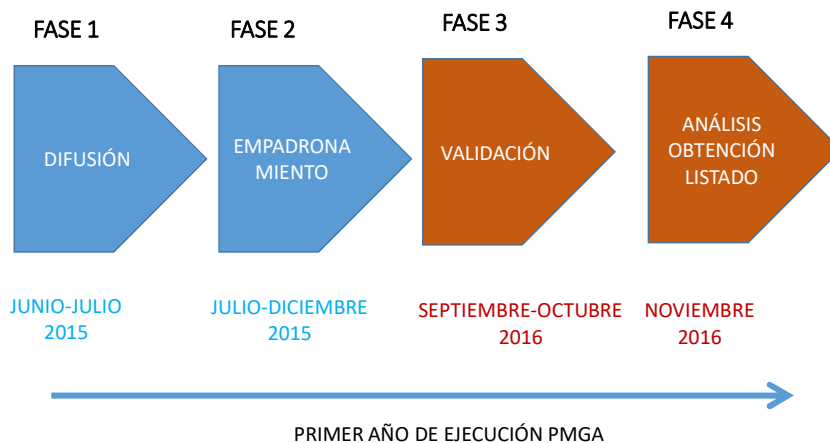 FASE 1
FASE 2
FASE 3
FASE 4
DIFUSIÓN
EMPADRONA
MIENTO
VALIDACIÓN
ANÁLISIS
OBTENCIÓN
LISTADO
JUNIO-JULIO
2015
JULIO-DICIEMBRE
2015
SEPTIEMBRE-OCTUBRE
2016
NOVIEMBRE
2016
PRIMER AÑO DE EJECUCIÓN PMGA